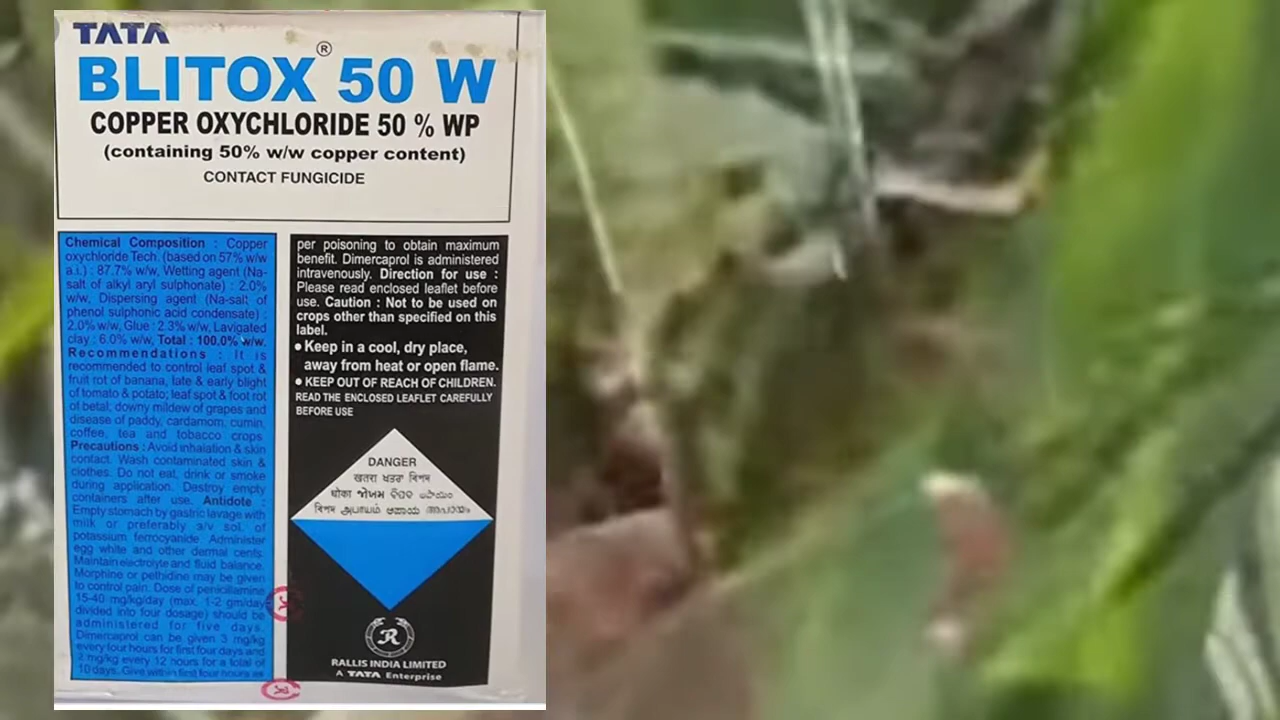 TATA
BLITOX® 50 W
COPPER OXYCHLORIDE 50 % WP
(containing 50% w/w copper content)
CONTACT FUNGICIDE
Chemical Composition : Copper
oxychloride Tech. (based on 57% w/w
a.i.) : 87.7% w/w, Wetting agent (Na-
salt of alkyl aryl sulphonate) : 2.0%
w/w, Dispersing agent (Na-salt of
phenol sulphonic acid condensate) :
2.0% w/w, Glue : 2.3% w/w, Lavigated
clay : 6.0% w/w, Total : 100.0% w/w.
Recommendations : It is
recommended to control leaf spot &
fruit rot of banana, late & early blight
of tomato & potato; leaf spot & foot rot
of betal; downy mildew of grapes and
disease of paddy, cardamom, cumin,
coffee, tea and tobacco crops.
Precautions : Avoid inhalation & skin
contact. Wash contaminated skin &
clothes. Do not eat, drink or smoke
during application. Destroy empty
containers after use. Antidote :
Empty stomach by gastric lavage with
milk or preferably a/v sol. of
potassium ferrocyanide. Administer
egg white and other dermal cents.
Maintain electrolyte and fluid balance.
Morphine or pethidine may be given
to control pain. Dose of penicillamine
15-40 mg/kg/day (max. 1-2 gm/day
divided into four dosage) should be
administered for five days.
Dimercaprol can be given 3 mg/kg
every four hours for first four days and
2 mg/kg every 12 hours for a total of
10 days. Give within first four hours as
per poisoning to obtain maximum
benefit. Dimercaprol is administered
intravenously. Direction for use :
Please read enclosed leaflet before
use. Caution : Not to be used on
crops other than specified on this
label.
• Keep in a cool, dry place,
away from heat or open flame.
• KEEP OUT OF REACH OF CHILDREN.
READ THE ENCLOSED LEAFLET CAREFULLY
BEFORE USE
DANGER
खतरा খতরা বিপদ
धोका જોખમ
বিপদ அபாயம் ಅಪಾಯ
R
RALLIS INDIA LIMITED
A TATA Enterprise